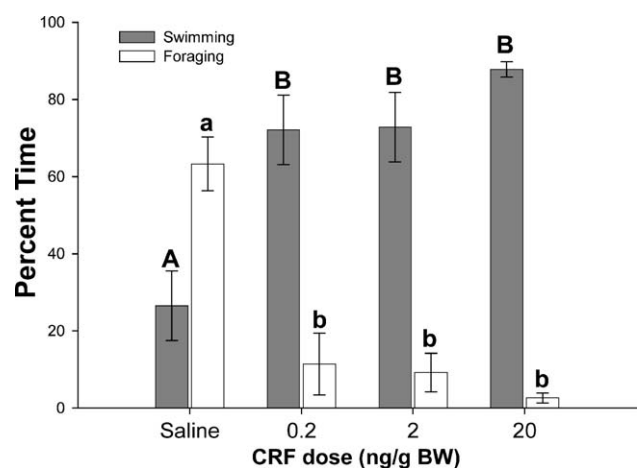 Swimming
Foraging
Percent Time
100
80
60
40
20
0
A
a
B
b
B
b
B
b
Saline
0.2
2
20
CRF dose (ng/g BW)